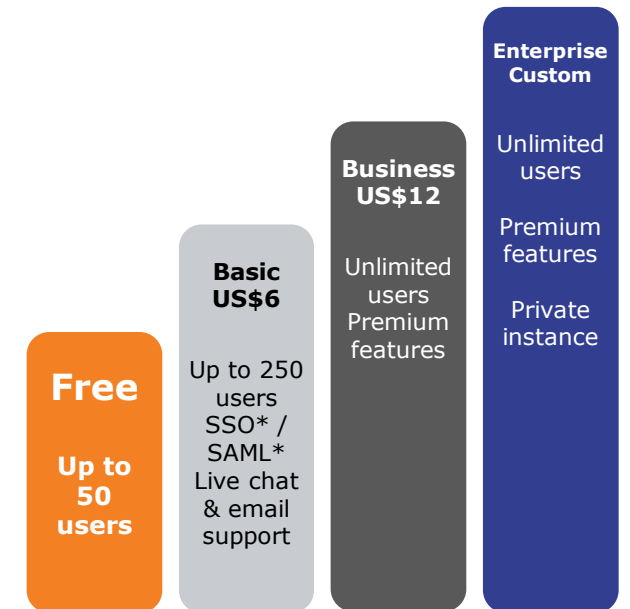 Free
Up to
50
users
Basic
US$6
Up to 250
users
SSO* /
SAML*
Live chat
& email
support
Business
US$12
Unlimited
users
Premium
features
Enterprise
Custom
Unlimited
users
Premium
features
Private
instance